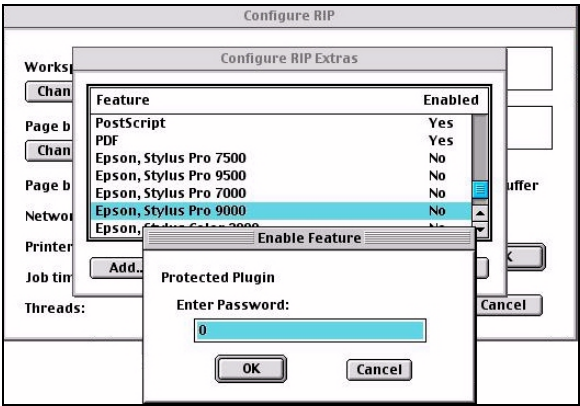 Configure RIP
Configure RIP Extras
Worksp
Chan
Feature Enabled
PostScript Yes
PDF Yes
Page b
Chan
Epson, Stylus Pro 7500 No
Epson, Stylus Pro 9500 No
Page b
Epson, Stylus Pro 7000 No
uffer
Networ
Epson, Stylus Pro 9000 No
Enable Feature
Printer
Add..
Protected Plugin
Job tim
Threads:
Enter Password:
Cancel
0
OK Cancel